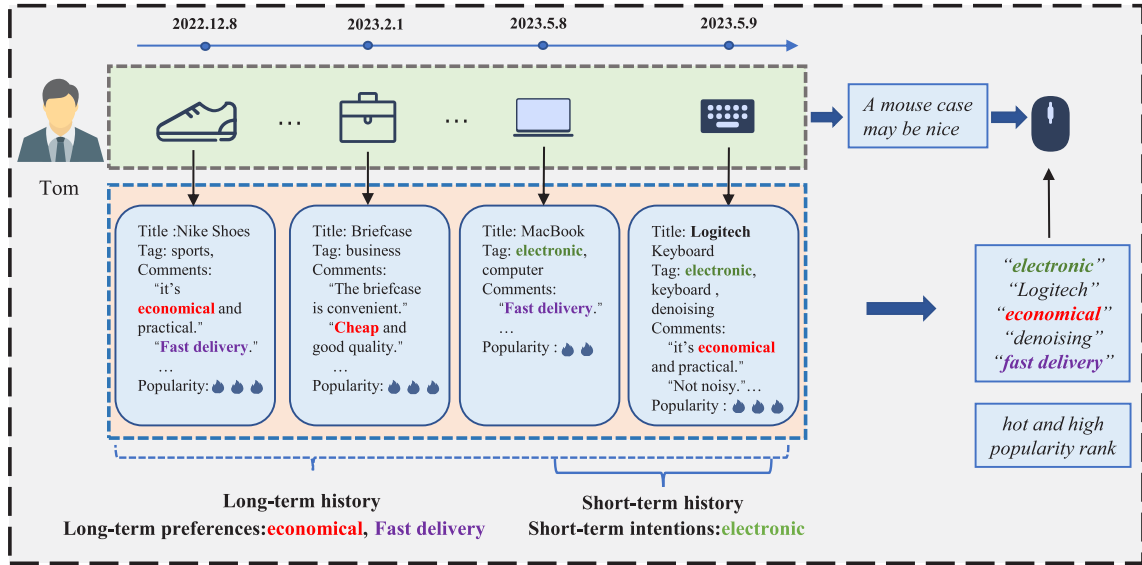 2022.12.8
2023.2.1
2023.5.8
2023.5.9
Tom
...
...
A mouse case
may be nice
Title :Nike Shoes
Tag: sports,
Comments:
“it’s
economical and
practical.”
“Fast delivery.”
...
Popularity:
Title: Briefcase
Tag: business
Comments:
“The briefcase
is convenient.”
“Cheap and
good quality.”
...
Popularity:
Title: MacBook
Tag: electronic,
computer
Comments:
“Fast delivery.”
...
Popularity :
Title: Logitech
Keyboard
Tag: electronic,
keyboard ,
denoising
Comments:
“it’s economical
and practical.”
“Not noisy.”...
Popularity :
“electronic”
“Logitech”
“economical”
“denoising”
“fast delivery”
hot and high
popularity rank
Long-term history
Long-term preferences:economical, Fast delivery
Short-term history
Short-term intentions:electronic